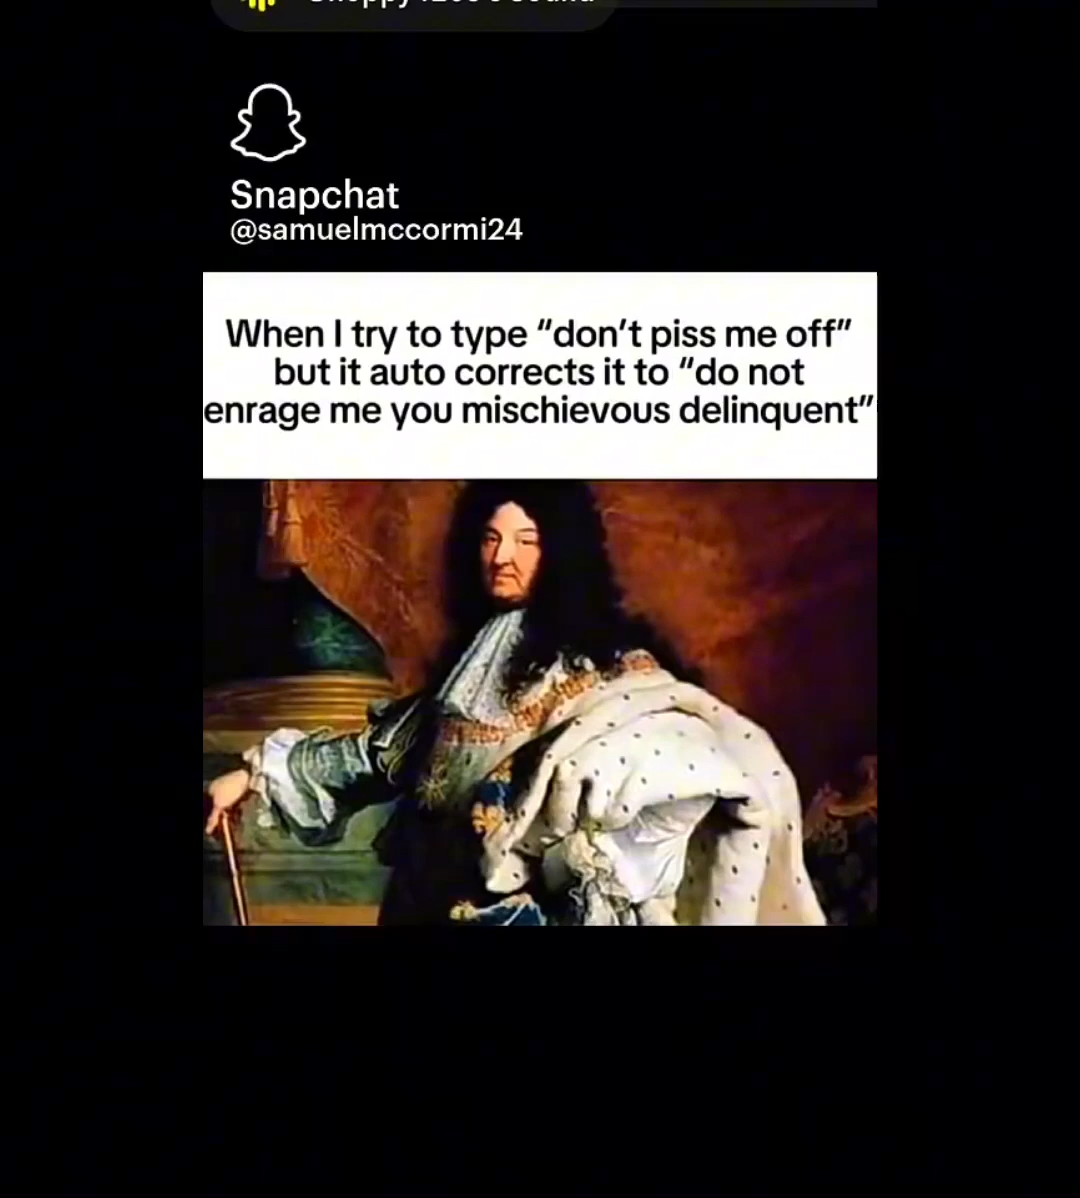 Snapchat
@samuelmccormi24
When I try to type “don’t piss me off”
but it auto corrects it to “do not
enrage me you mischievous delinquent”